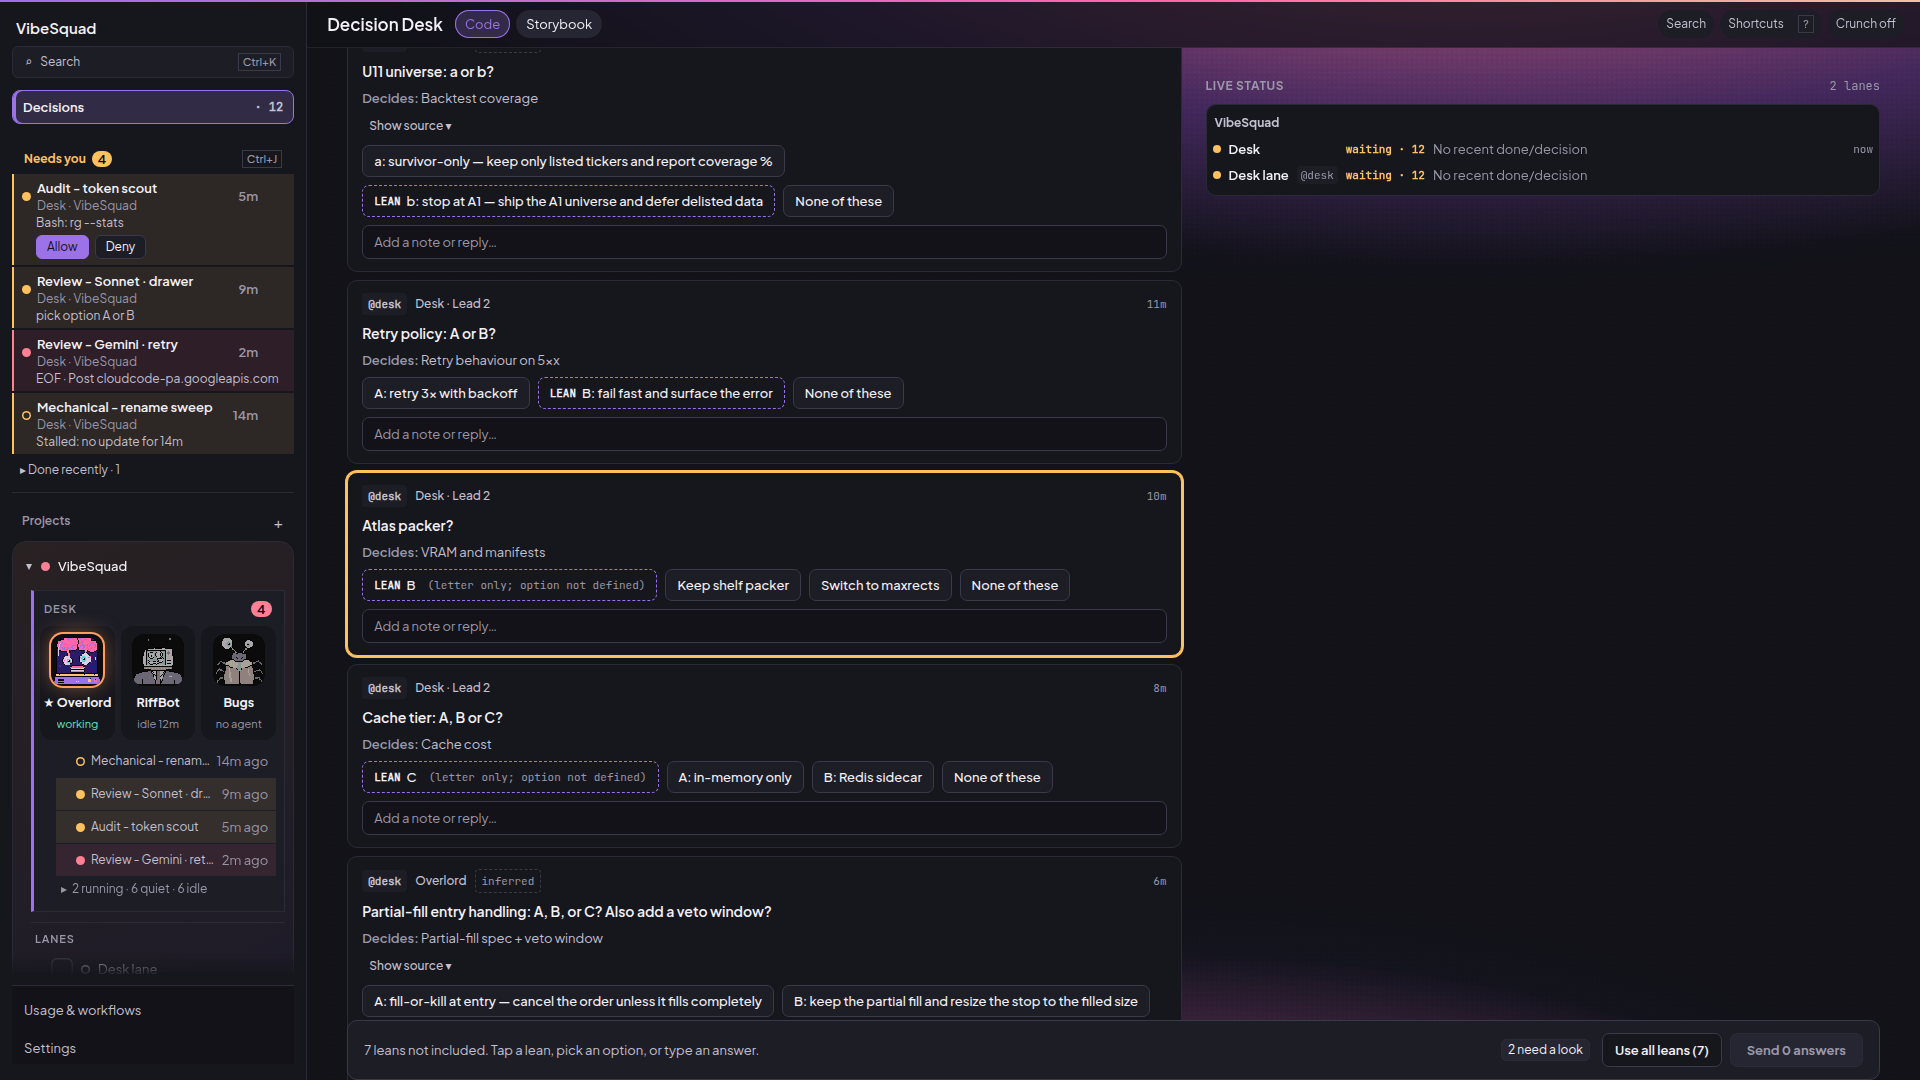 VibeSquad
Search Ctrl+K
Decisions · 12
Needs you 4 Ctrl+J
Audit - token scout 5m
Desk · VibeSquad
Bash: rg --stats
Allow Deny
Review - Sonnet · drawer 9m
Desk · VibeSquad
pick option A or B
Review - Gemini · retry 2m
Desk · VibeSquad
EOF · Post cloudcode-pa.googleapis.com
Mechanical - rename sweep 14m
Desk · VibeSquad
Stalled: no update for 14m
▸ Done recently · 1
Projects +
▾ VibeSquad
DESK 4
★ Overlord RiffBot Bugs
working idle 12m no agent
Mechanical - renam… 14m ago
Review - Sonnet · dr… 9m ago
Audit - token scout 5m ago
Review - Gemini · ret… 2m ago
▸ 2 running · 6 quiet · 6 idle
LANES
Desk lane
Usage & workflows
Settings
Decision Desk Code Storybook
Search Shortcuts ? Crunch off
U11 universe: a or b?
Decides: Backtest coverage
Show source ▾
a: survivor-only — keep only listed tickers and report coverage %
LEAN b: stop at A1 — ship the A1 universe and defer delisted data None of these
Add a note or reply…
@desk Desk · Lead 2 11m
Retry policy: A or B?
Decides: Retry behaviour on 5xx
A: retry 3x with backoff LEAN B: fail fast and surface the error None of these
Add a note or reply…
@desk Desk · Lead 2 10m
Atlas packer?
Decides: VRAM and manifests
LEAN B (letter only; option not defined) Keep shelf packer Switch to maxrects None of these
Add a note or reply…
@desk Desk · Lead 2 8m
Cache tier: A, B or C?
Decides: Cache cost
LEAN C (letter only; option not defined) A: in-memory only B: Redis sidecar None of these
Add a note or reply…
@desk Overlord inferred 6m
Partial-fill entry handling: A, B, or C? Also add a veto window?
Decides: Partial-fill spec + veto window
Show source ▾
A: fill-or-kill at entry — cancel the order unless it fills completely B: keep the partial fill and resize the stop to the filled size
7 leans not included. Tap a lean, pick an option, or type an answer. 2 need a look Use all leans (7) Send 0 answers
LIVE STATUS 2 lanes
VibeSquad
Desk waiting · 12 No recent done/decision now
Desk lane @desk waiting · 12 No recent done/decision